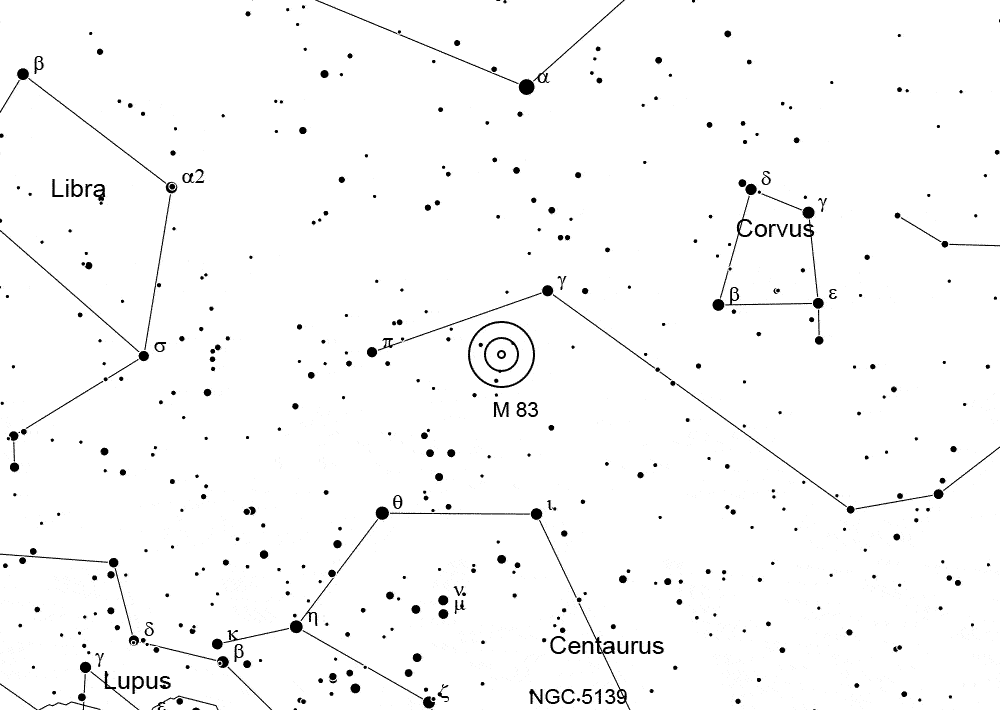 β
α
α2
δ
Libra
γ
Corvus
γ
β
ε
π
σ
M 83
θ
ι
ν
μ
η
δ
κ
β
Centaurus
γ
Lupus
ζ
NGC 5139
ε